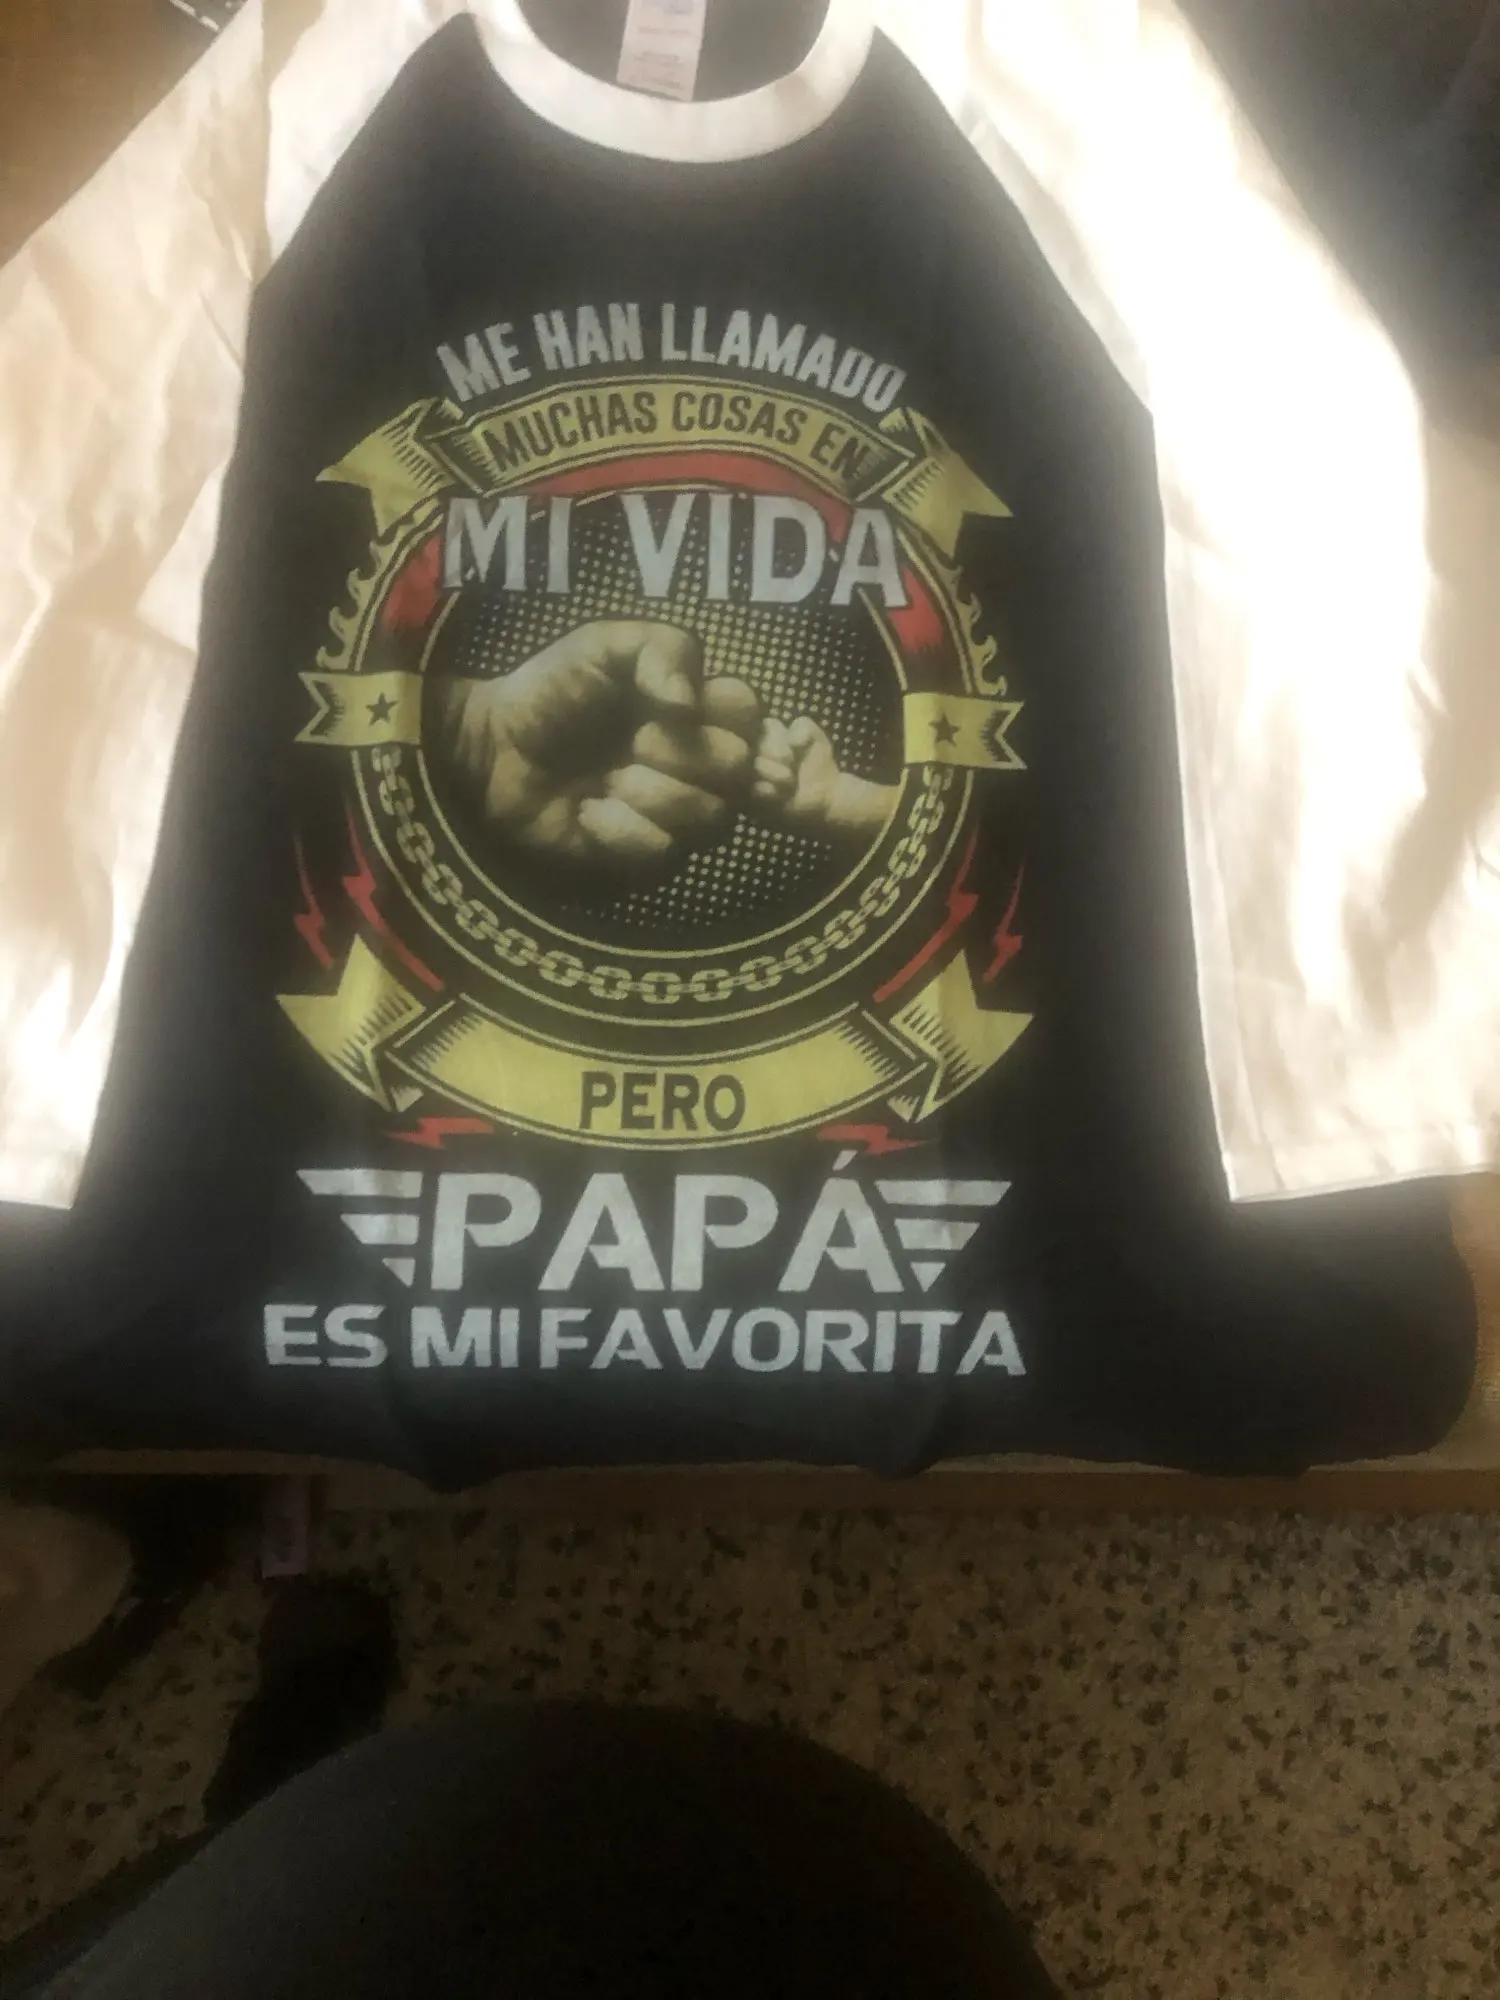 ME HAN LLAMADO
MUCHAS COSAS EN
MI VIDA
PERO
PAPÁ
ES MI FAVORITA